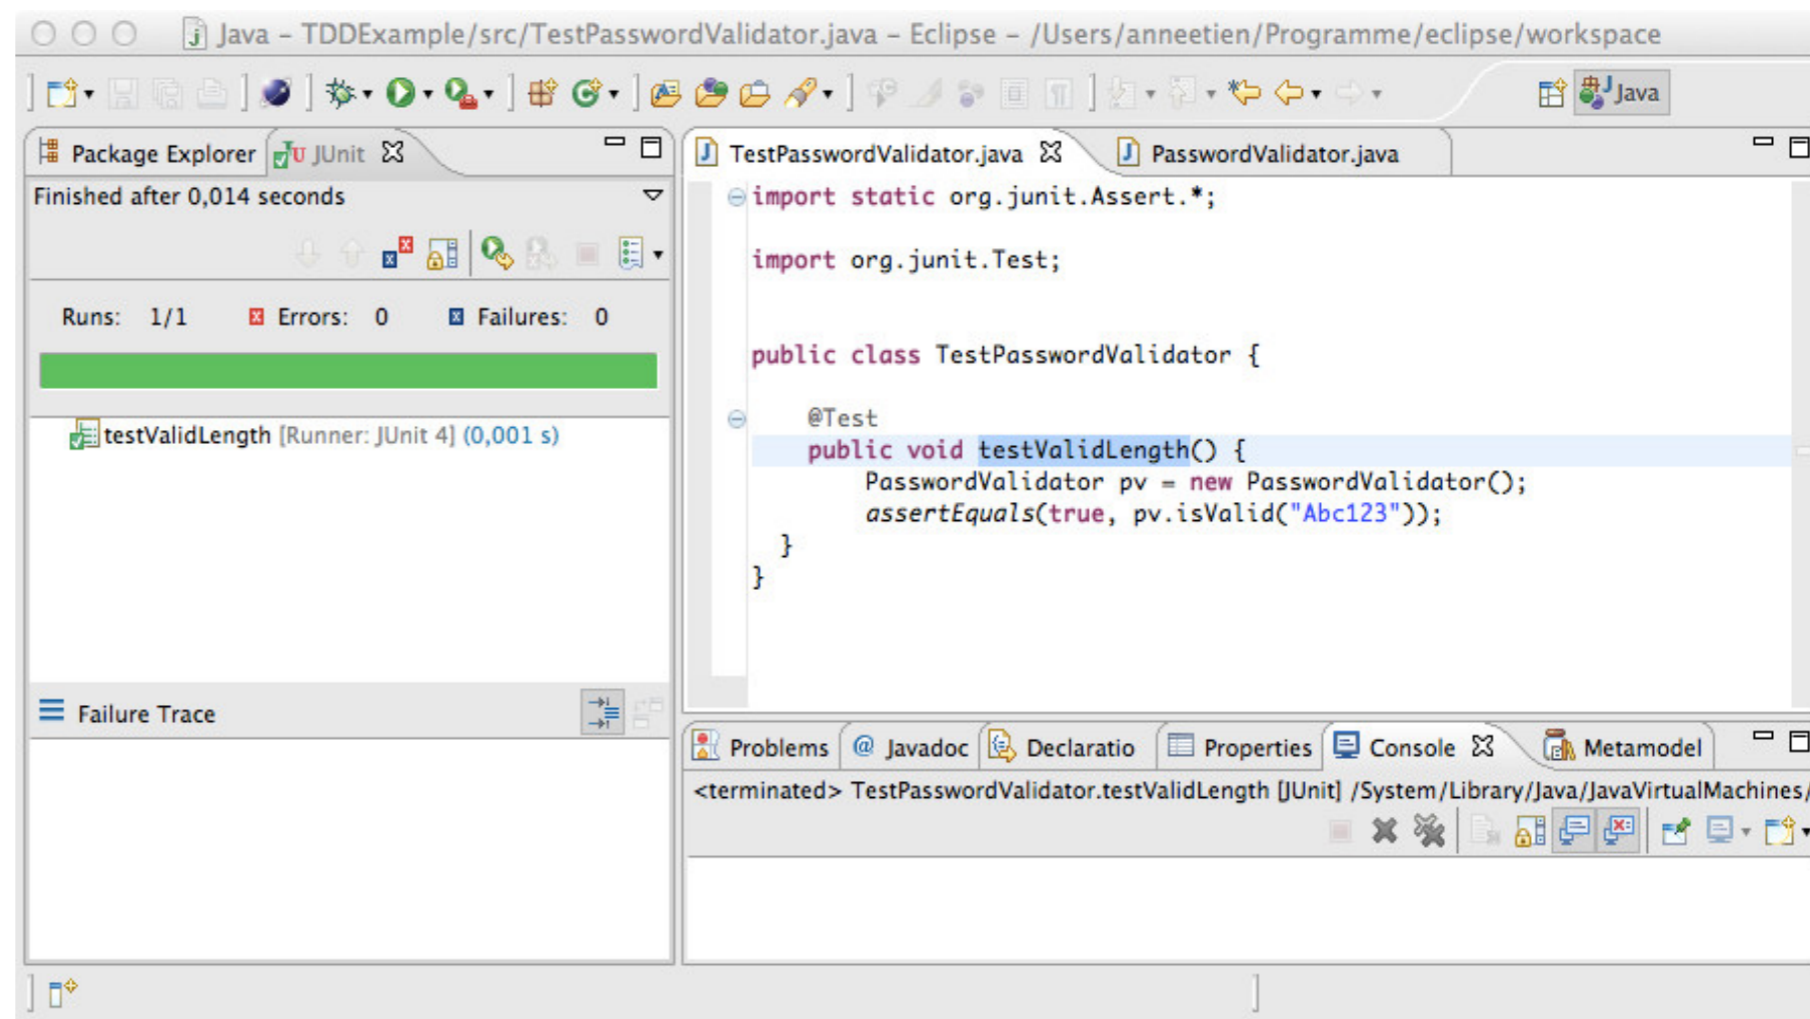 Java – TDDExample/src/TestPasswordValidator.java – Eclipse – /Users/anneetien/Programme/eclipse/workspace
Java
Package Explorer
JUnit
Finished after 0,014 seconds
Runs: 1/1 Errors: 0 Failures: 0
testValidLength [Runner: JUnit 4] (0,001 s)
Failure Trace
TestPasswordValidator.java
PasswordValidator.java
import static org.junit.Assert.*;
import org.junit.Test;
public class TestPasswordValidator {
@Test
public void testValidLength() {
PasswordValidator pv = new PasswordValidator();
assertEquals(true, pv.isValid("Abc123"));
}
}
Problems @ Javadoc Declaratio Properties Console Metamodel
<terminated> TestPasswordValidator.testValidLength [JUnit] /System/Library/Java/JavaVirtualMachines/